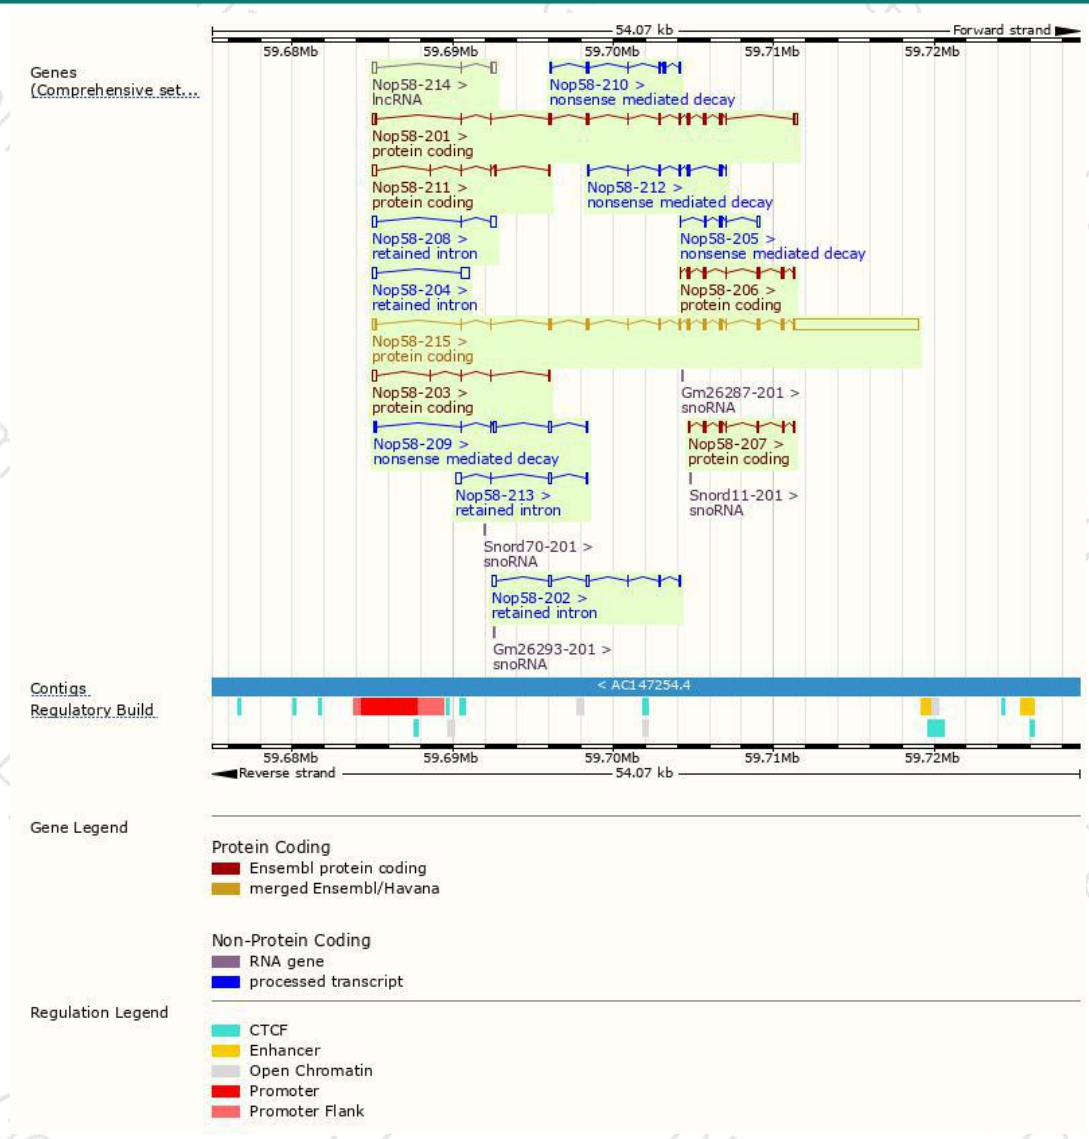 54.07 kb Forward strand
59.68Mb 59.69Mb 59.70Mb 59.71Mb 59.72Mb
Genes
(Comprehensive set...
Nop58-214 > Nop58-210 >
lncRNA nonsense mediated decay
Nop58-201 >
protein coding
Nop58-211 > Nop58-212 >
protein coding nonsense mediated decay
Nop58-208 > Nop58-205 >
retained intron nonsense mediated decay
Nop58-204 > Nop58-206 >
retained intron protein coding
Nop58-215 >
protein coding
Nop58-203 > Gm26287-201 >
protein coding snoRNA
Nop58-209 > Nop58-207 >
nonsense mediated decay protein coding
Nop58-213 > Snord11-201 >
retained intron snoRNA
Snord70-201 >
snoRNA
Nop58-202 >
retained intron
Gm26293-201 >
snoRNA
Contigs < AC147254.4
Regulatory Build
59.68Mb 59.69Mb 59.70Mb 59.71Mb 59.72Mb
Reverse strand 54.07 kb
Gene Legend
Protein Coding
Ensembl protein coding
merged Ensembl/Havana
Non-Protein Coding
RNA gene
processed transcript
Regulation Legend
CTCF
Enhancer
Open Chromatin
Promoter
Promoter Flank